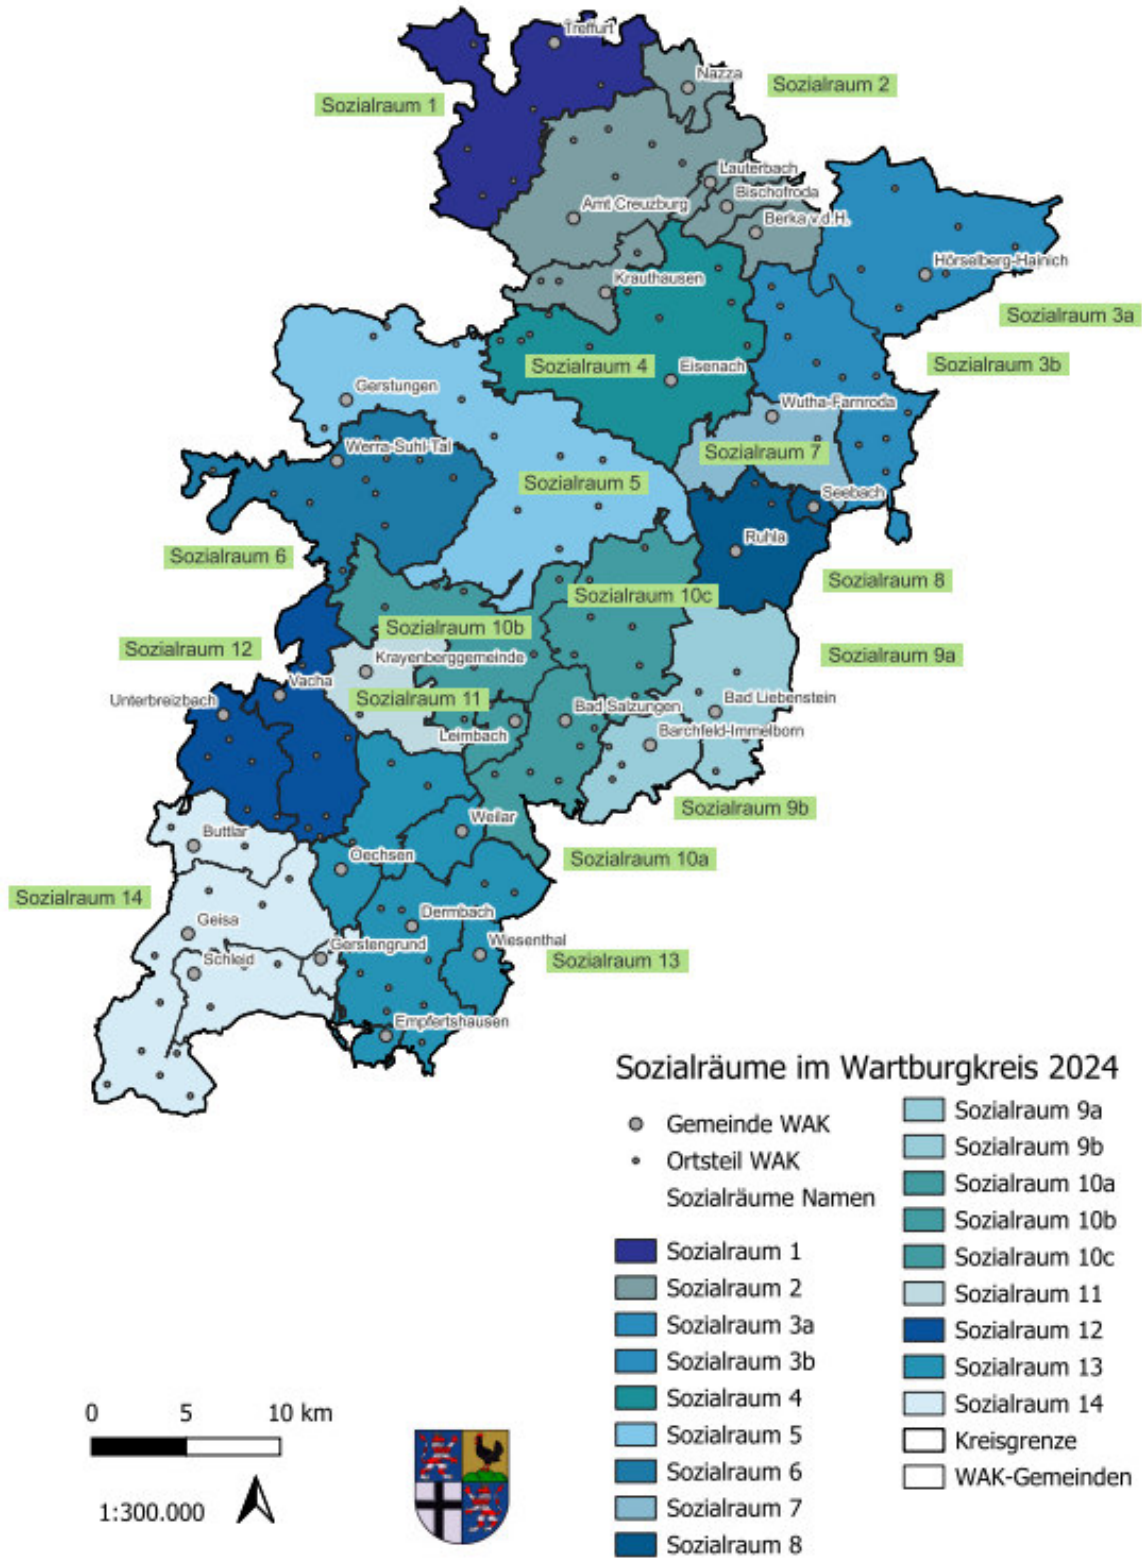 Treffurt
Nazza
Sozialraum 2
Sozialraum 1
Lauterbach
Bischofroda
Amt Creuzburg
Berka v.d.H.
Hörselberg-Hainich
Krauthausen
Sozialraum 3a
Sozialraum 4
Eisenach
Sozialraum 3b
Gerstungen
Wutha-Farnroda
Werra-Suhl-Tal
Sozialraum 7
Sozialraum 5
Seebach
Ruhla
Sozialraum 6
Sozialraum 8
Sozialraum 10c
Sozialraum 10b
Sozialraum 12
Krayenberggemeinde
Sozialraum 9a
Vacha
Unterbreizbach
Sozialraum 11
Bad Salzungen
Bad Liebenstein
Leimbach
Barchfeld-Immelborn
Sozialraum 9b
Weilar
Buttlar
Oechsen
Sozialraum 10a
Sozialraum 14
Geisa
Dermbach
Gerstengrund
Wiesenthal
Schleid
Sozialraum 13
Empfertshausen
Sozialräume im Wartburgkreis 2024
Gemeinde WAK
Ortsteil WAK
Sozialräume Namen
Sozialraum 1
Sozialraum 2
Sozialraum 3a
Sozialraum 3b
Sozialraum 4
Sozialraum 5
Sozialraum 6
Sozialraum 7
Sozialraum 8
Sozialraum 9a
Sozialraum 9b
Sozialraum 10a
Sozialraum 10b
Sozialraum 10c
Sozialraum 11
Sozialraum 12
Sozialraum 13
Sozialraum 14
Kreisgrenze
WAK-Gemeinden
0 5 10 km
1:300.000